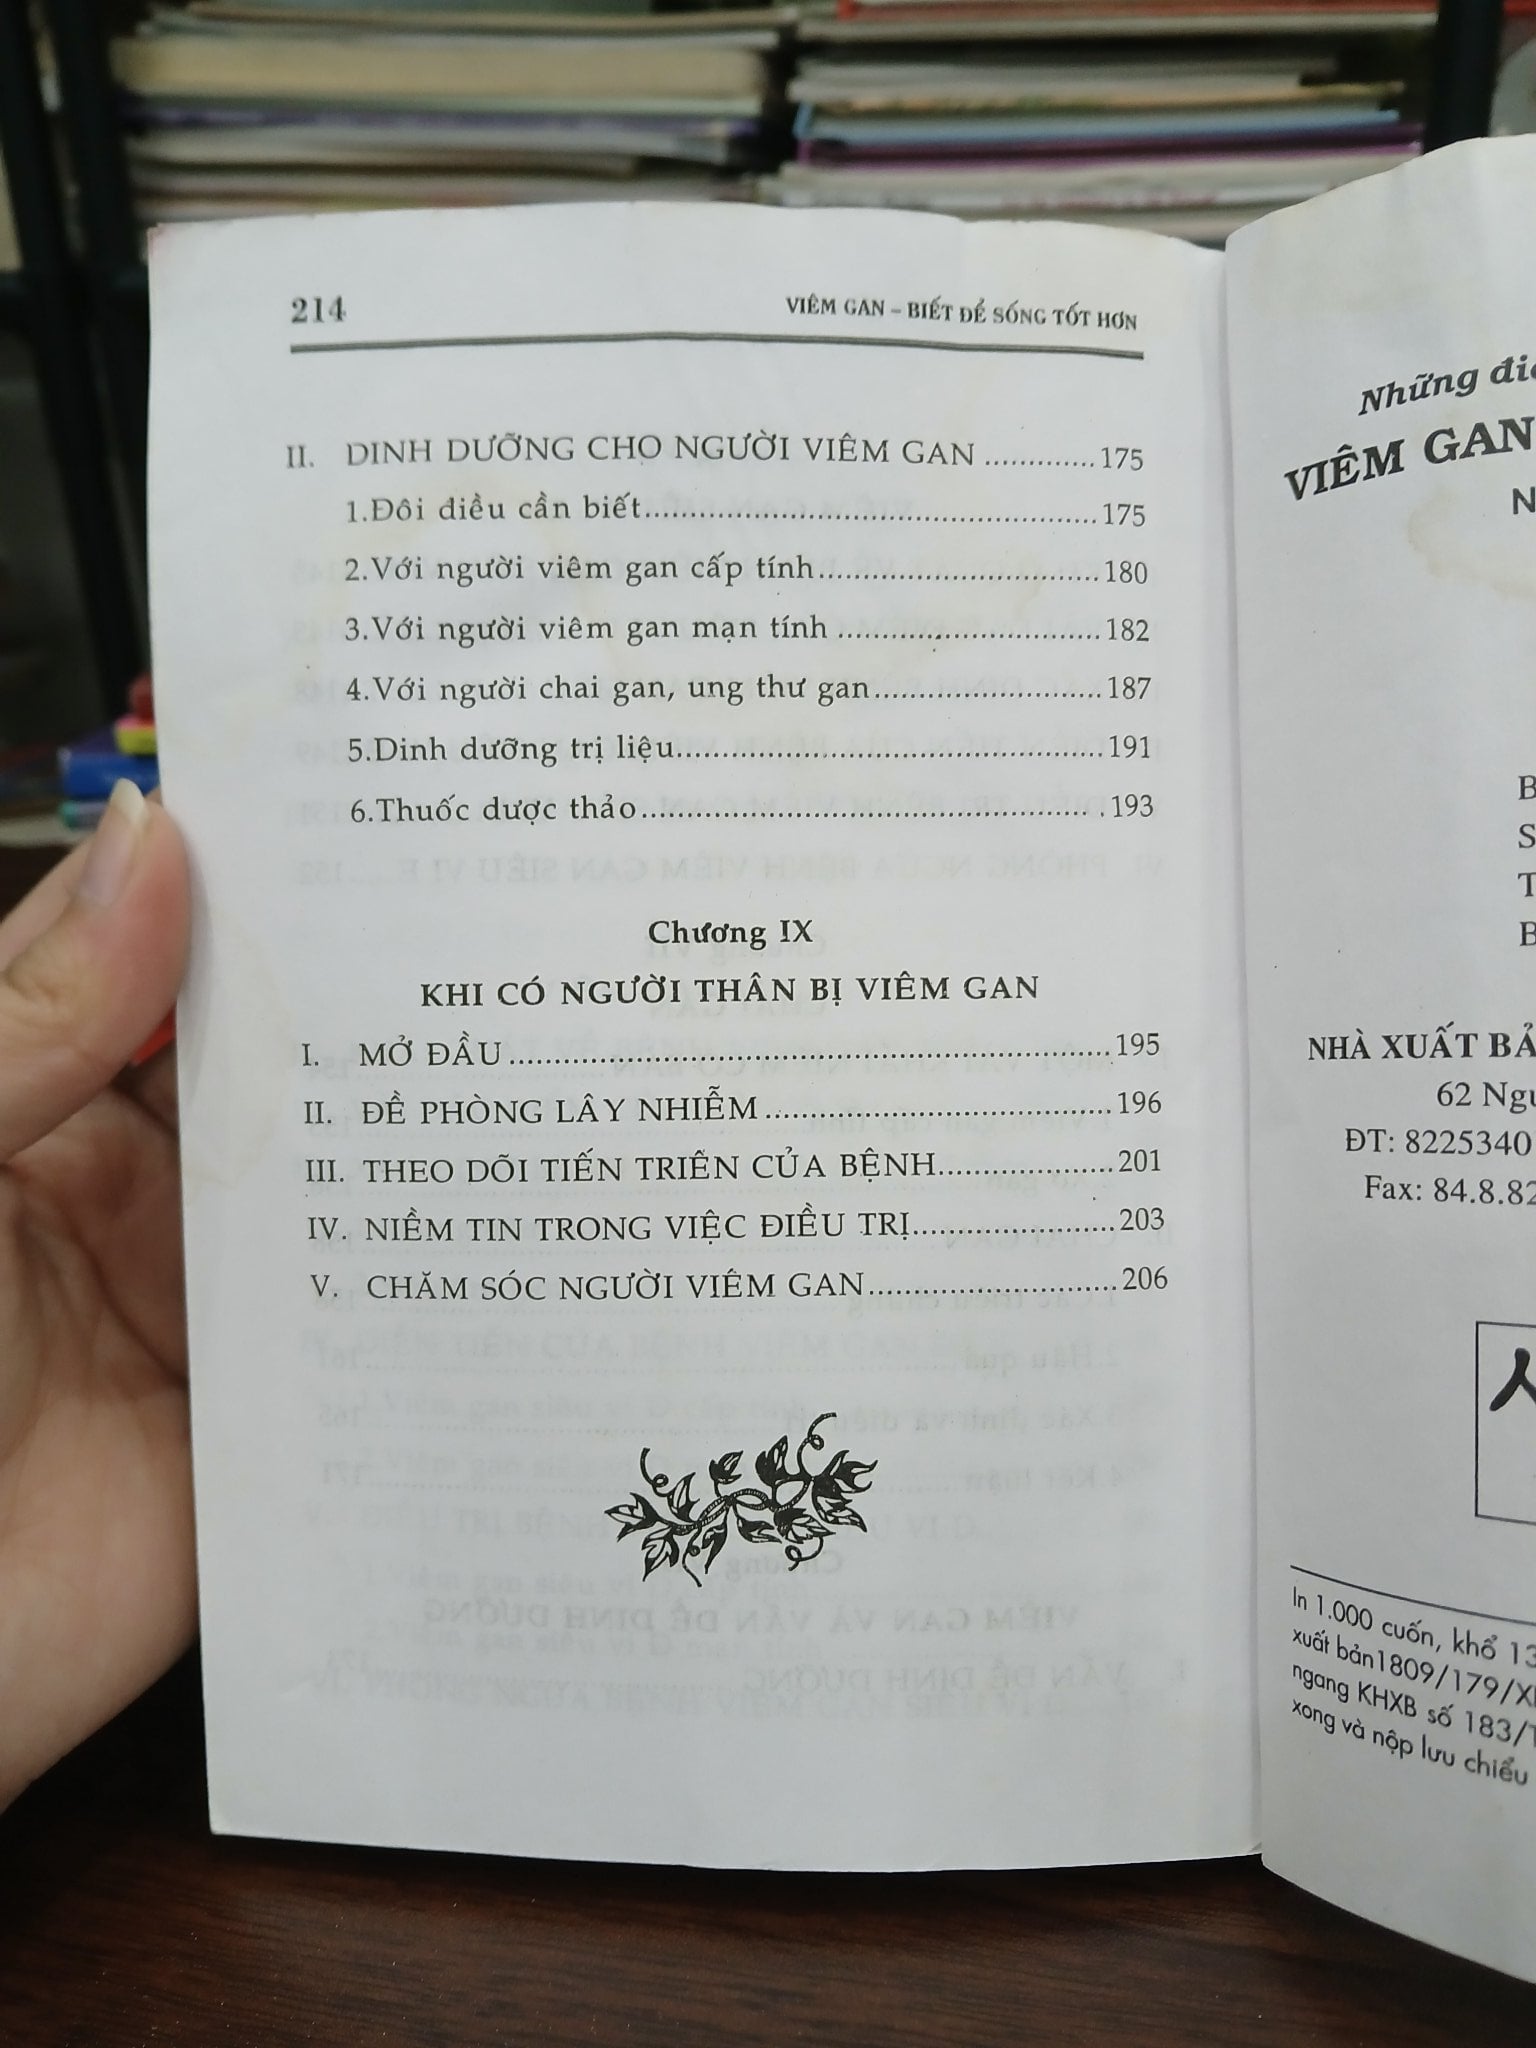 214 VIÊM GAN – BIẾT ĐỂ SỐNG TỐT HƠN
II. DINH DƯỠNG CHO NGƯỜI VIÊM GAN .............175
1.Đôi điều cần biết......................................................175
2.Với người viêm gan cấp tính..................................180
3.Với người viêm gan mạn tính ................................182
4.Với người chai gan, ung thư gan............................187
5.Dinh dưỡng trị liệu...................................................191
6.Thuốc dược thảo.......................................................193
Chương IX
KHI CÓ NGƯỜI THÂN BỊ VIÊM GAN
I. MỞ ĐẦU.......................................................................195
II. ĐỀ PHÒNG LÂY NHIỄM.........................................196
III. THEO DÕI TIẾN TRIỂN CỦA BỆNH.....................201
IV. NIỀM TIN TRONG VIỆC ĐIỀU TRỊ........................203
V. CHĂM SÓC NGƯỜI VIÊM GAN..............................206
Những
VIÊM GAN
NHÀ XUẤT
62
ĐT: 8225340
Fax: 84.8.82
In 1.000 cuốn, khổ 13
xuất bản1809/179/
ngang KHXB số 183/
xong và nộp lưu chiểu